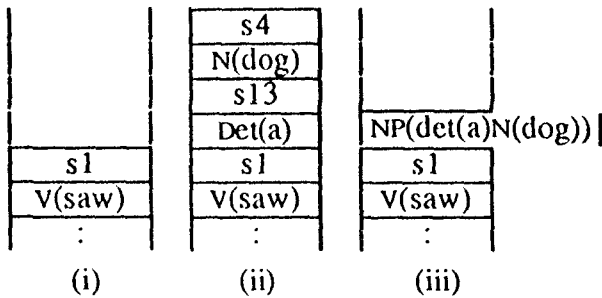 s4
N(dog)
s13
Det(a) NP(det(a)N(dog))
s1 s1 s1
V(saw) V(saw) V(saw)
: : :
(i) (ii) (iii)